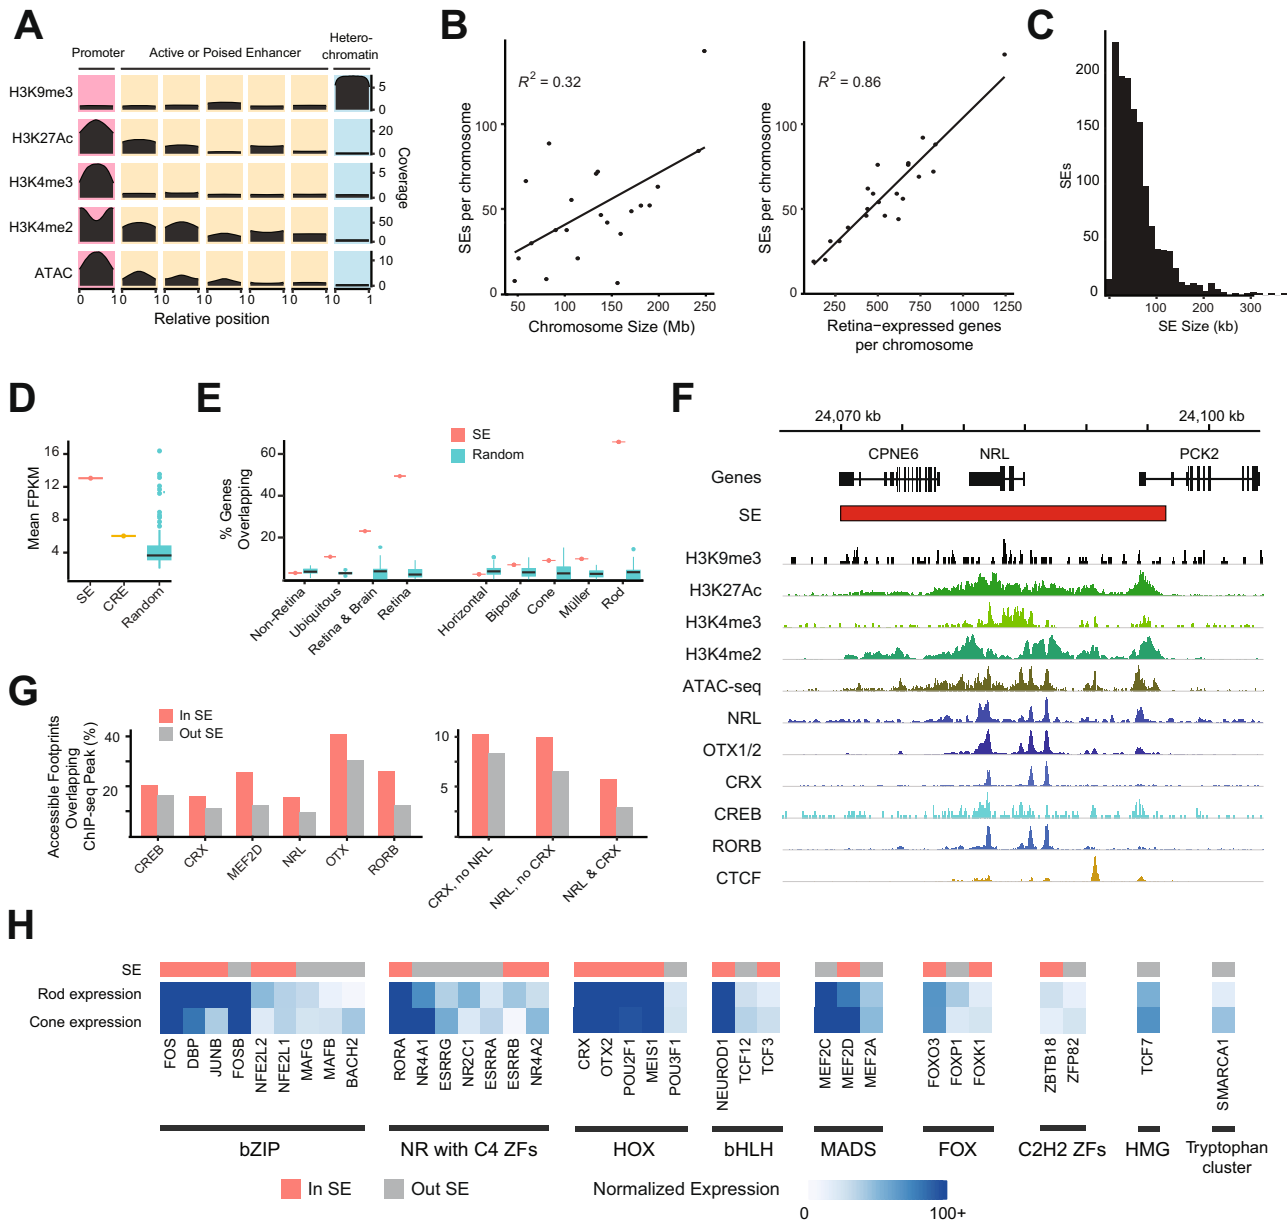 A
Promoter
Active or Poised Enhancer
Hetero-
chromatin
H3K9me3
H3K27Ac
H3K4me3
H3K4me2
ATAC
5
0
20
0
5
0
50
0
10
0
Coverage
0 1 0 1 0 1 0 1 0 1 0 1 0 1
Relative position
B
R² = 0.32
SEs per chromosome
100
50
0
50 100 150 200 250
Chromosome Size (Mb)
R² = 0.86
SEs per chromosome
100
50
0
0 250 500 750 1000 1250
Retina−expressed genes
per chromosome
C
SEs
200
150
100
50
0
100 200 300
SE Size (kb)
D
Mean FPKM
16
12
8
4
SE
CRE
Random
E
% Genes
Overlapping
60
40
20
SE
Random
Non-Retina
Ubiquitous
Retina & Brain
Retina
Horizontal
Bipolar
Cone
Müller
Rod
F
24,070 kb
24,100 kb
CPNE6
NRL
PCK2
Genes
SE
H3K9me3
H3K27Ac
H3K4me3
H3K4me2
ATAC-seq
NRL
OTX1/2
CRX
CREB
RORB
CTCF
G
Accessible Footprints
Overlapping
ChIP-seq Peak (%)
In SE
Out SE
40
20
CREB
CRX
MEF2D
NRL
OTX
RORB
10
5
0
CRX, no NRL
NRL, no CRX
NRL & CRX
H
SE
Rod expression
Cone expression
FOS
DBP
JUNB
FOSB
NFE2L2
NFE2L1
MAFG
MAFB
BACH2
RORA
NR4A1
ESRRG
NR2C1
ESRRA
ESRRB
NR4A2
CRX
OTX2
POU2F1
MEIS1
POU3F1
NEUROD1
TCF12
TCF3
MEF2C
MEF2D
MEF2A
FOXO3
FOXP1
FOXK1
ZBTB18
ZFP82
TCF7
SMARCA1
bZIP
NR with C4 ZFs
HOX
bHLH
MADS
FOX
C2H2 ZFs
HMG
Tryptophan
cluster
In SE
Out SE
Normalized Expression
0
100+